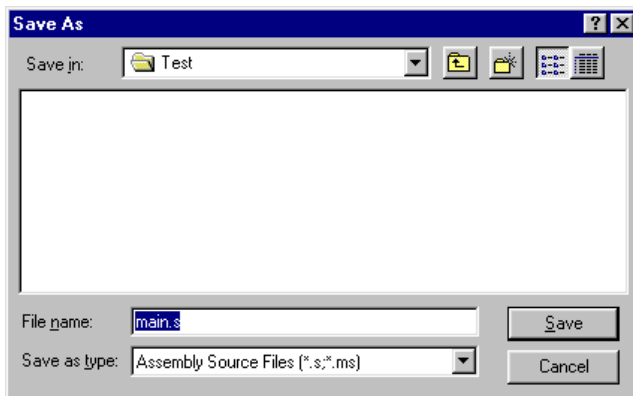 Save As
Save in: Test
File name: main.s Save
Save as type: Assembly Source Files (*.s;*.ms) Cancel